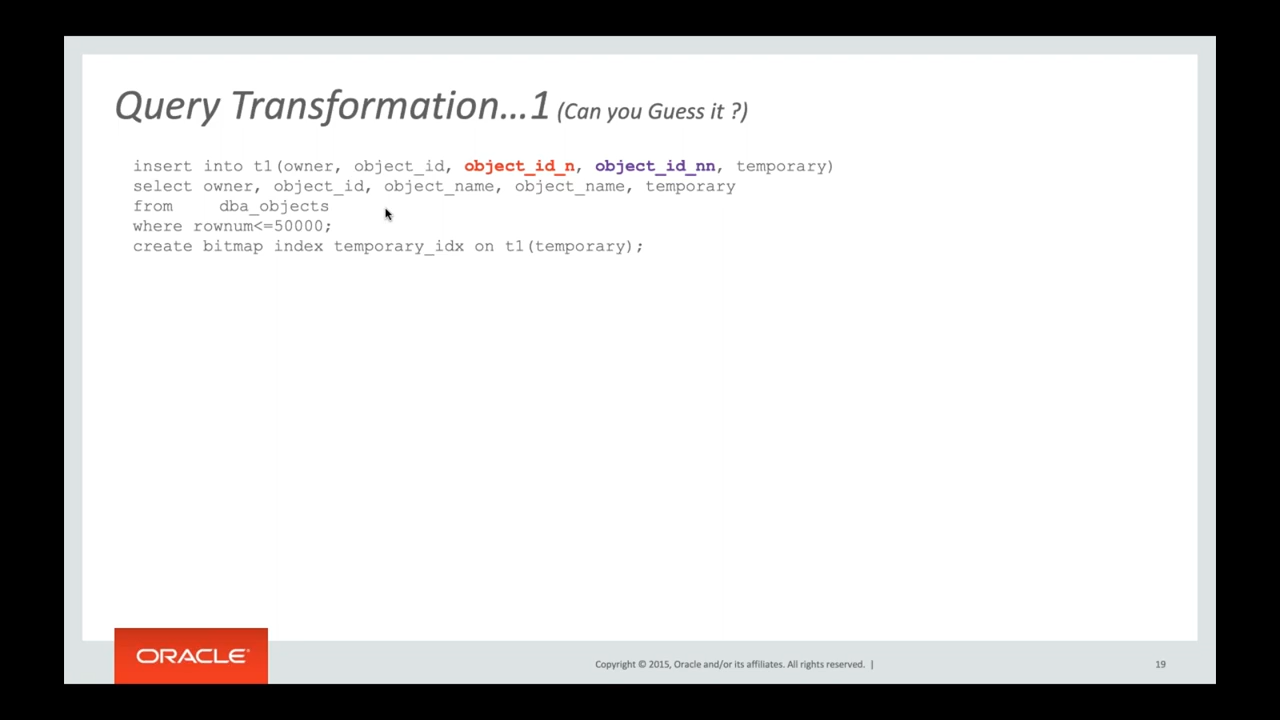 Query Transformation...1 (Can you Guess it ?)
insert into t1(owner, object_id, object_id_n, object_id_nn, temporary)
select owner, object_id, object_name, object_name, temporary
from dba_objects
where rownum<=50000;
create bitmap index temporary_idx on t1(temporary);
ORACLE®
Copyright © 2015, Oracle and/or its affiliates. All rights reserved. |
19